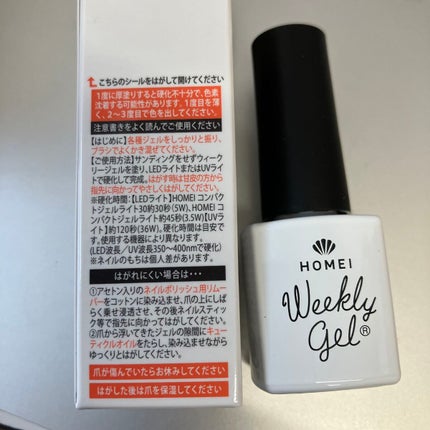 こちらのシールをはがして開けてください
1度に厚塗りすると硬化不十分で、色素
沈着する可能性があります。1度目を薄
く、2〜3度目で色を出してください。
注意書きをよく読んでご使用ください
【はじめに】各種ジェルをしっかりと振り、
ブラシでよくかき混ぜてください。
【ご使用方法】サンディングをせずウィーク
リージェルを塗り、LEDライトまたはUVライ
トで硬化して完成。はがす時は甘皮の方から
指先に向かってやさしくはがしてください。
※硬化時間:【LEDライト】HOMEI コンパ
クトジェルライト30約30秒(5W)、HOMEI コ
ンパクトジェルライト約45秒(3.5W)【UVラ
イト】約120秒(36W)。硬化時間は目安で
す。使用する機器により異なります。
(LED波長/UV波長350〜400nmで硬化)
※ネイルのもちは個人差があります。
はがれにくい場合は・・・
①アセトン入りのネイルポリッシュ用リムー
バーをコットンに染み込ませ、爪の上にしば
らく乗せ浸透させ、その後ネイルスティッ
ク等で指先に向かってはがしてください。
②爪から浮いてきたジェルの隙間にキュー
ティクルオイルをたらし、染み込ませながら
ゆっくりとはがしてください。
爪が傷んでいたらお休みしてください
はがした後は爪を保湿してください
HOMEI
Weekly
gel®